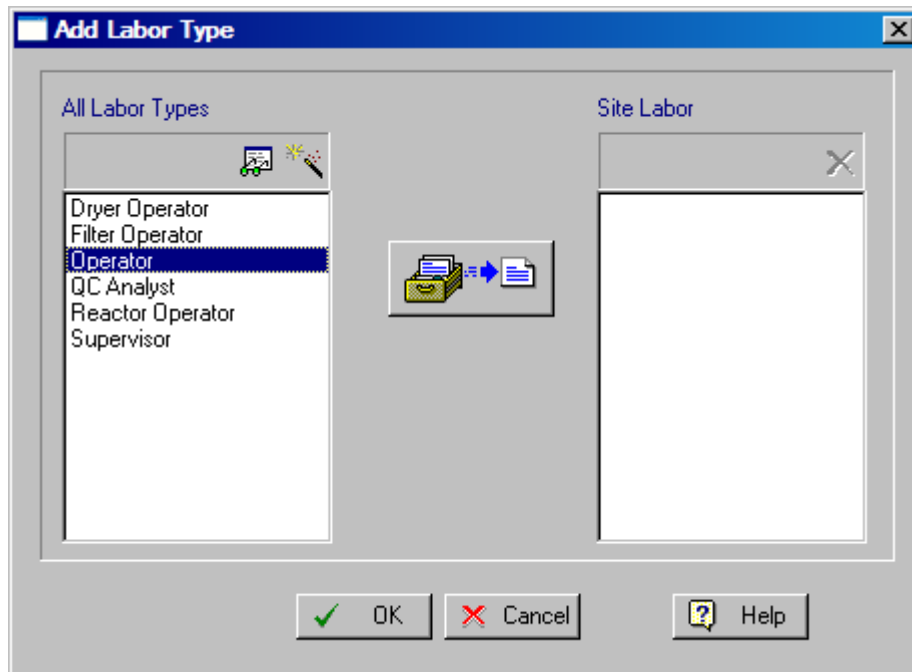 Add Labor Type
All Labor Types
Site Labor
Dryer Operator
Filter Operator
Operator
QC Analyst
Reactor Operator
Supervisor
OK
Cancel
Help